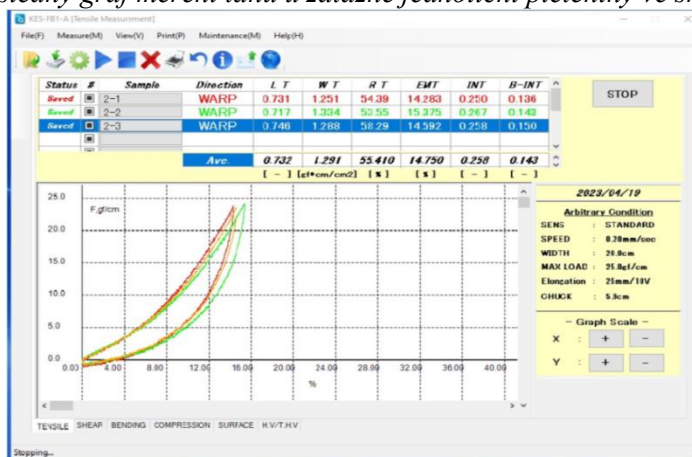 KES-FB1-A [Tensile Measurement]
File(F) Measure(M) View(V) Print(P) Maintenance(M) Help(H)
Status # Sample Direction L T W T R T EMT INT B-INT
Saved 2-1 WARP 0.731 1.251 54.39 14.283 0.250 0.136
Saved 2-2 WARP 0.717 1.334 53.55 15.375 0.267 0.143
Saved 2-3 WARP 0.746 1.288 58.29 14.592 0.258 0.150
Ave. 0.732 1.291 55.410 14.750 0.258 0.143
[ - ] [gf*cm/cm2] [%] [%] [ - ] [ - ]
STOP
25.0
F,gf/cm
20.0
15.0
10.0
5.0
0.0
0.00 4.00 8.00 12.00 16.00 20.00 24.00 28.00 32.00 36.00 40.00
%
2023/04/19
Arbitrary Condition
SENS : STANDARD
SPEED : 0.20mm/sec
WIDTH : 20.0cm
MAX LOAD : 25.0gf/cm
Elongation : 25mm/10V
CHUCK : 5.0cm
- Graph Scale -
X : + -
Y : + -
TENSILE SHEAR BENDING COMPRESSION SURFACE H.V/T.H.V
Stopping...